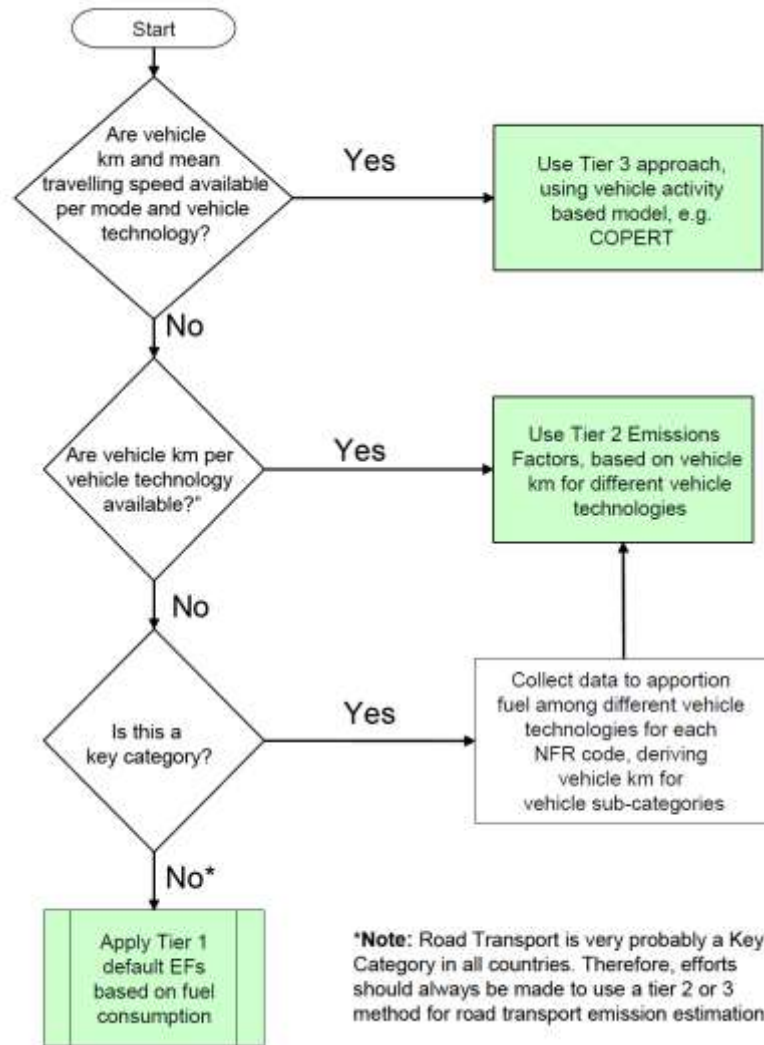 Start
Are vehicle
km and mean
travelling speed available
per mode and vehicle
technology?
Yes
Use Tier 3 approach,
using vehicle activity
based model, e.g.
COPERT
No
Are vehicle km per
vehicle technology
available?"
Yes
Use Tier 2 Emissions
Factors, based on vehicle
km for different vehicle
technologies
No
Is this a
key category?
Yes
Collect data to apportion
fuel among different vehicle
technologies for each
NFR code, deriving
vehicle km for
vehicle sub-categories
No*
Apply Tier 1
default EFs
based on fuel
consumption
*Note: Road Transport is very probably a Key
Category in all countries. Therefore, efforts
should always be made to use a tier 2 or 3
method for road transport emission estimation